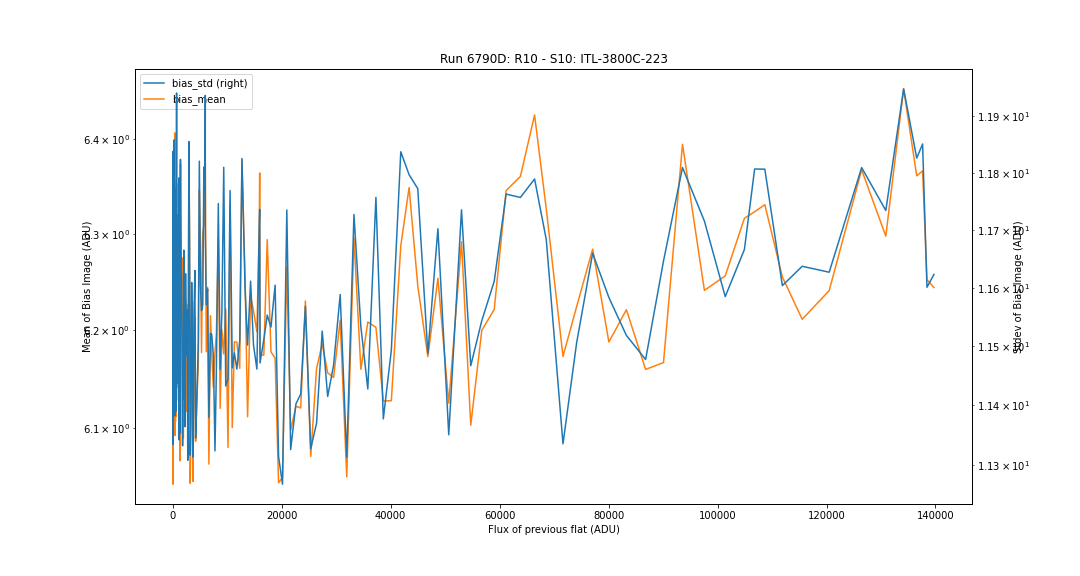 Run 6790D: R10 - S10: ITL-3800C-223
bias_std (right)
bias_mean
6.4 × 10⁰
6.3 × 10⁰
6.2 × 10⁰
6.1 × 10⁰
Mean of Bias Image (ADU)
1.19 × 10¹
1.18 × 10¹
1.17 × 10¹
1.16 × 10¹
1.15 × 10¹
1.14 × 10¹
1.13 × 10¹
Stdev of Bias Image (ADU)
0 20000 40000 60000 80000 100000 120000 140000
Flux of previous flat (ADU)